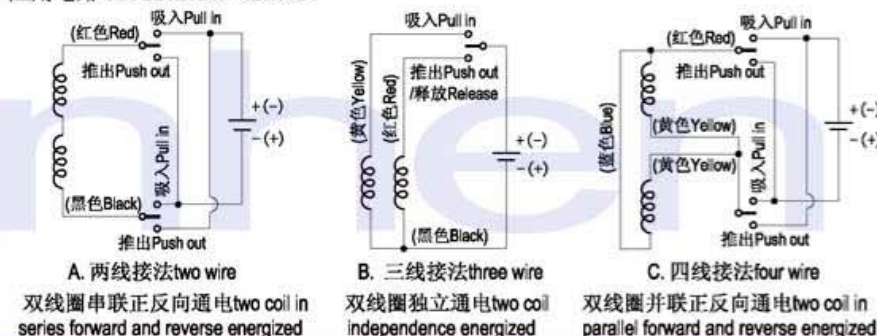 吸入Pull in
(红色Red)
推出Push out
+(-)
-(+)
吸入Pull in
(黑色Black)
推出Push out
A. 两线接法two wire
双线圈串联正反向通电two coil in
series forward and reverse energized
吸入Pull in
推出Push out
/释放Release
(黄色Yellow)
(红色Red)
+(-)
-(+)
(黑色Black)
B. 三线接法three wire
双线圈独立通电two coil
independence energized
吸入Pull in
(红色Red)
推出Push out
(蓝色Blue)
(黄色Yellow)
(黄色Yellow)
+(-)
-(+)
吸入Pull in
推出Push out
C. 四线接法four wire
双线圈并联正反向通电two coil in
parallel forward and reverse energized